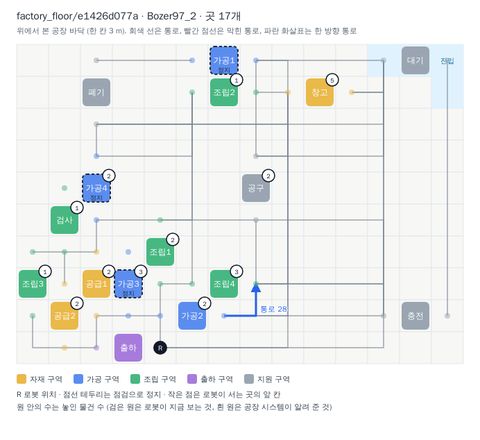 factory_floor/e1426d077a · Bozer97_2 · 곳 17개
위에서 본 공장 바닥 (한 칸 3 m). 회색 선은 통로, 빨간 점선은 막힌 통로, 파란 화살표는 한 방향 통로
가공1 정지 대기 진입
폐기 조립2 1 창고 5
가공4 2 정지 공구 2
검사 1
조립1 2
조립3 1 공급1 2 가공3 3 정지 조립4 3
공급2 2 가공2 2 통로 28 충전
출하 R
자재 구역 가공 구역 조립 구역 출하 구역 지원 구역
R 로봇 위치 · 점선 테두리는 점검으로 정지 · 작은 점은 로봇이 서는 곳의 앞 칸
원 안의 수는 놓인 물건 수 (검은 원은 로봇이 지금 보는 것, 흰 원은 공장 시스템이 알려 준 것)